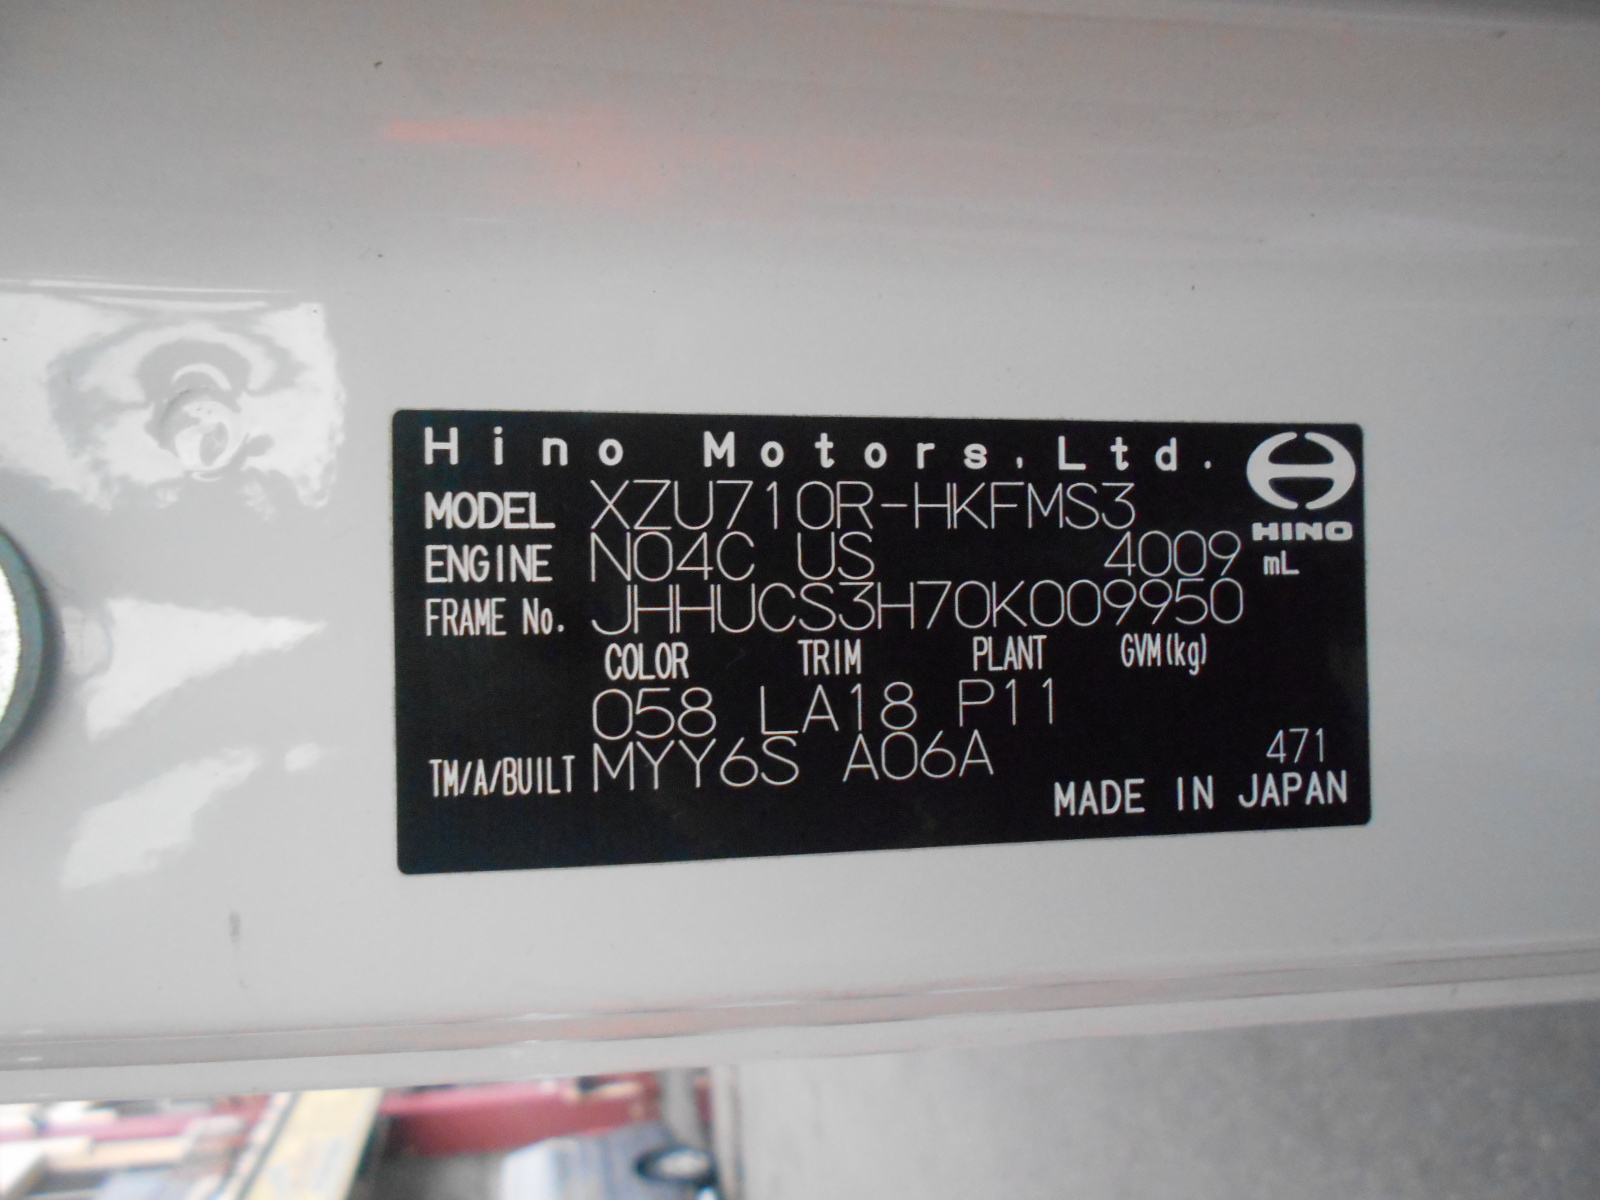 Hino Motors, Ltd.
HINO
MODEL XZU710R-HKFMS3
ENGINE N04C US 4009 mL
FRAME No. JHHUCS3H70K009950
COLOR TRIM PLANT GVM(kg)
058 LA18 P11
TM/A/BUILT MYY6S A06A
471
MADE IN JAPAN